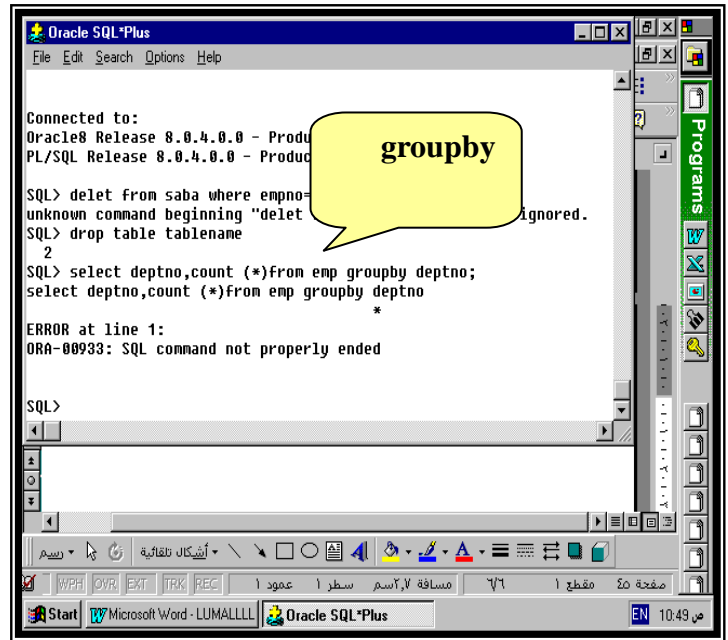 Oracle SQL*Plus
File Edit Search Options Help
Connected to:
Oracle8 Release 8.0.4.0.0 - Produ
PL/SQL Release 8.0.4.0.0 - Produc
groupby
SQL> delet from saba where empno=
unknown command beginning "delet ignored.
SQL> drop table tablename
2
SQL> select deptno,count (*)from emp groupby deptno;
select deptno,count (*)from emp groupby deptno
*
ERROR at line 1:
ORA-00933: SQL command not properly ended
SQL>
Programs
رسم أشكال تلقائية
صفحة ٤٥ مقطع ١ ٦/٦ مسافة ٢,٧سم سطر ١ عمود ١ REC TRK EXT OVR WPH
Start Microsoft Word - LUMALLLL Oracle SQL*Plus EN 10:49 ص